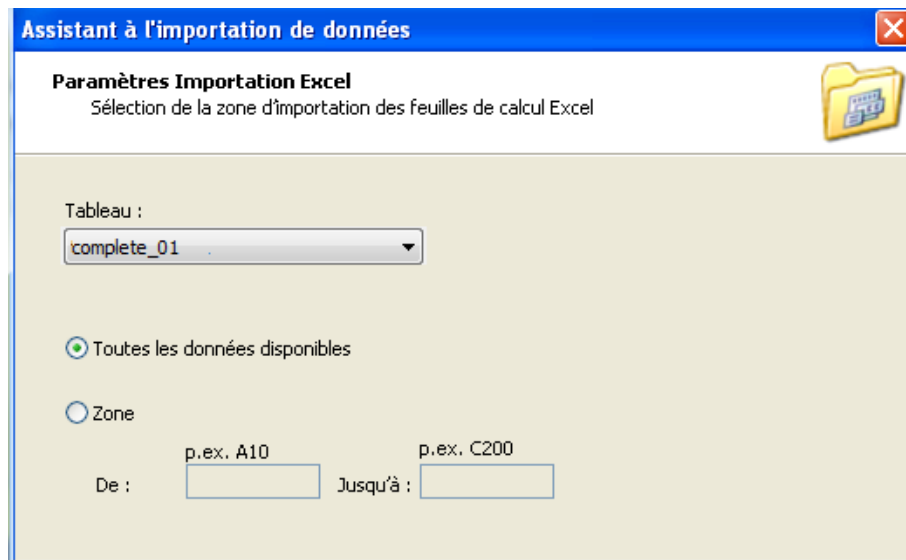 Assistant à l'importation de données
Paramètres Importation Excel
Sélection de la zone d'importation des feuilles de calcul Excel
Tableau :
complete_01
Toutes les données disponibles
Zone
p.ex. A10 p.ex. C200
De : Jusqu'à :